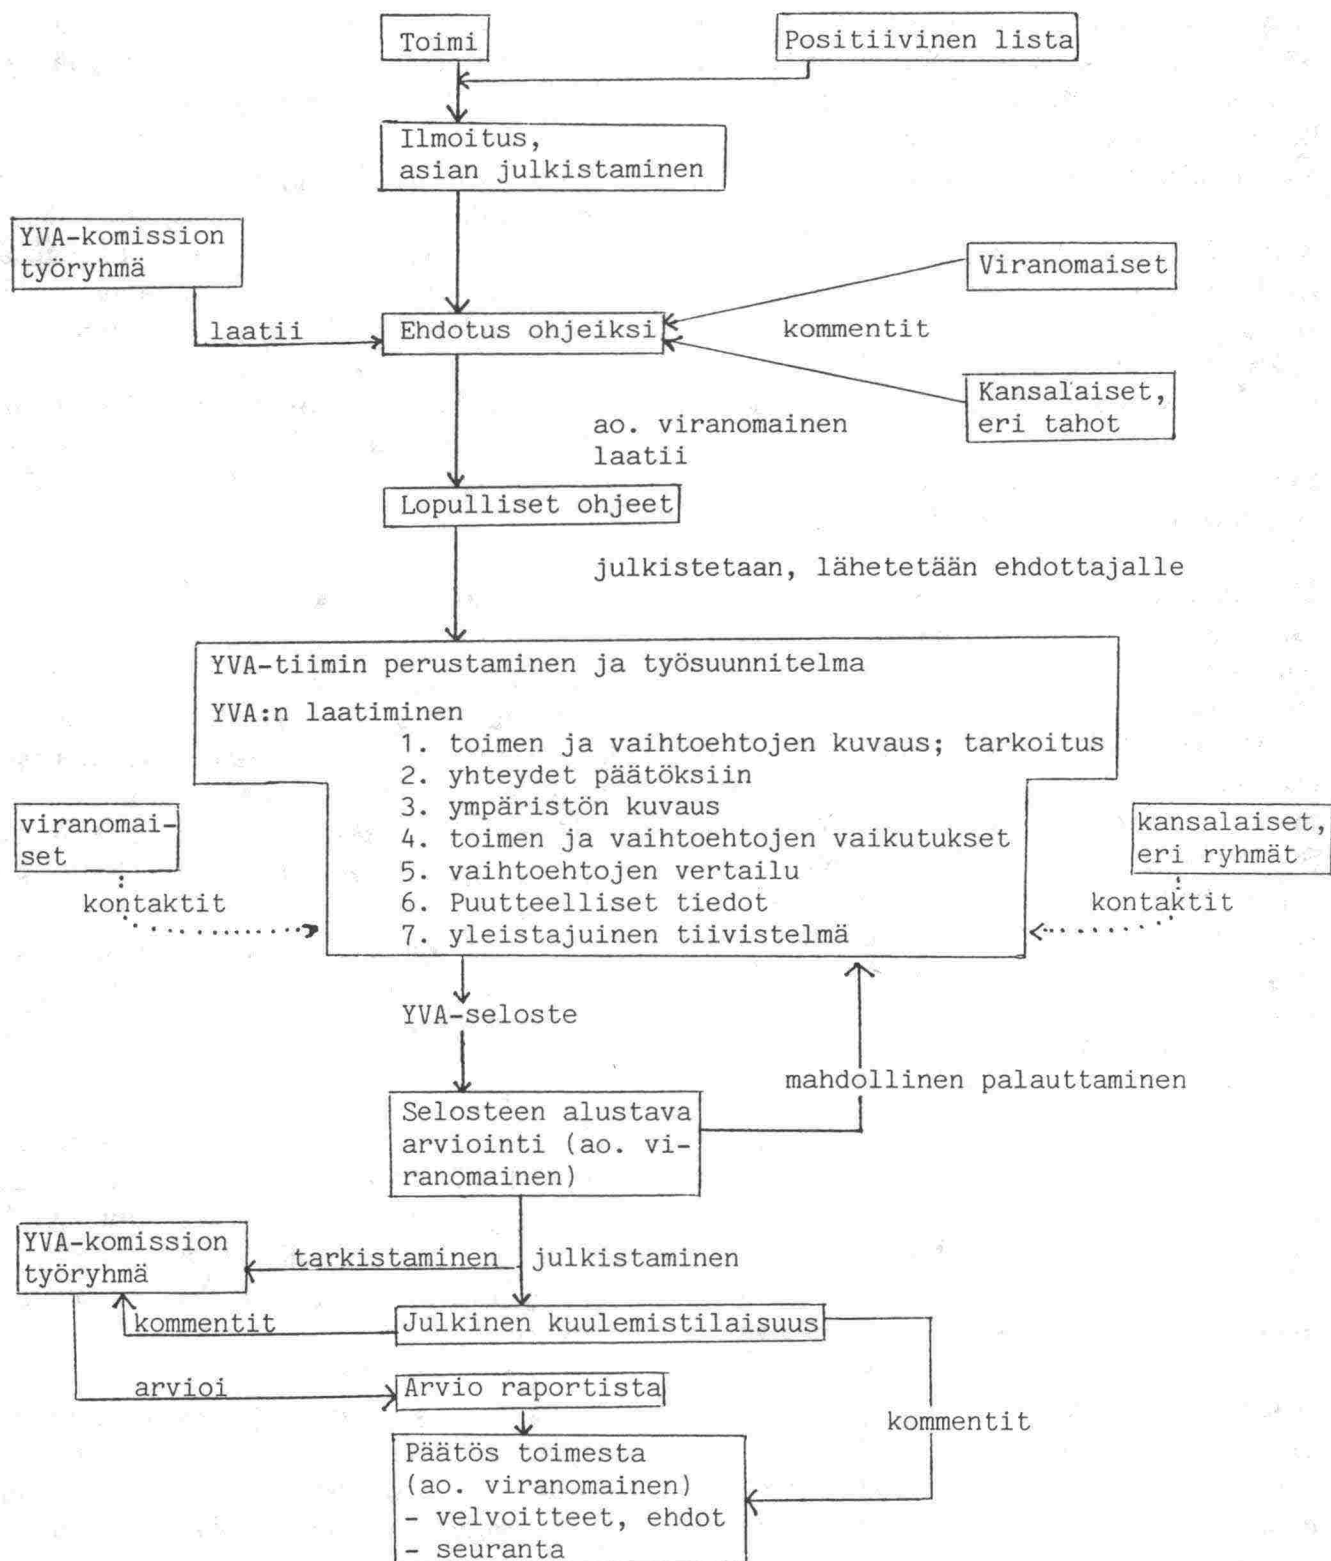 Toimi
Positiivinen lista
Ilmoitus,
asian julkistaminen
YVA-komission
työryhmä
Viranomaiset
laatii
Ehdotus ohjeiksi
kommentit
Kansalaiset,
eri tahot
ao. viranomainen
laatii
Lopulliset ohjeet
julkistetaan, lähetetään ehdottajalle
YVA-tiimin perustaminen ja työsuunnitelma
YVA:n laatiminen
1. toimen ja vaihtoehtojen kuvaus; tarkoitus
2. yhteydet päätöksiin
3. ympäristön kuvaus
4. toimen ja vaihtoehtojen vaikutukset
5. vaihtoehtojen vertailu
6. Puutteelliset tiedot
7. yleistajuinen tiivistelmä
viranomai-
set
kontaktit
kansalaiset,
eri ryhmät
kontaktit
YVA-seloste
mahdollinen palauttaminen
Selosteen alustava
arviointi (ao. vi-
ranomainen)
YVA-komission
työryhmä
tarkistaminen
julkistaminen
kommentit
Julkinen kuulemistilaisuus
arvioi
Arvio raportista
kommentit
Päätös toimesta
(ao. viranomainen)
- velvoitteet, ehdot
- seuranta